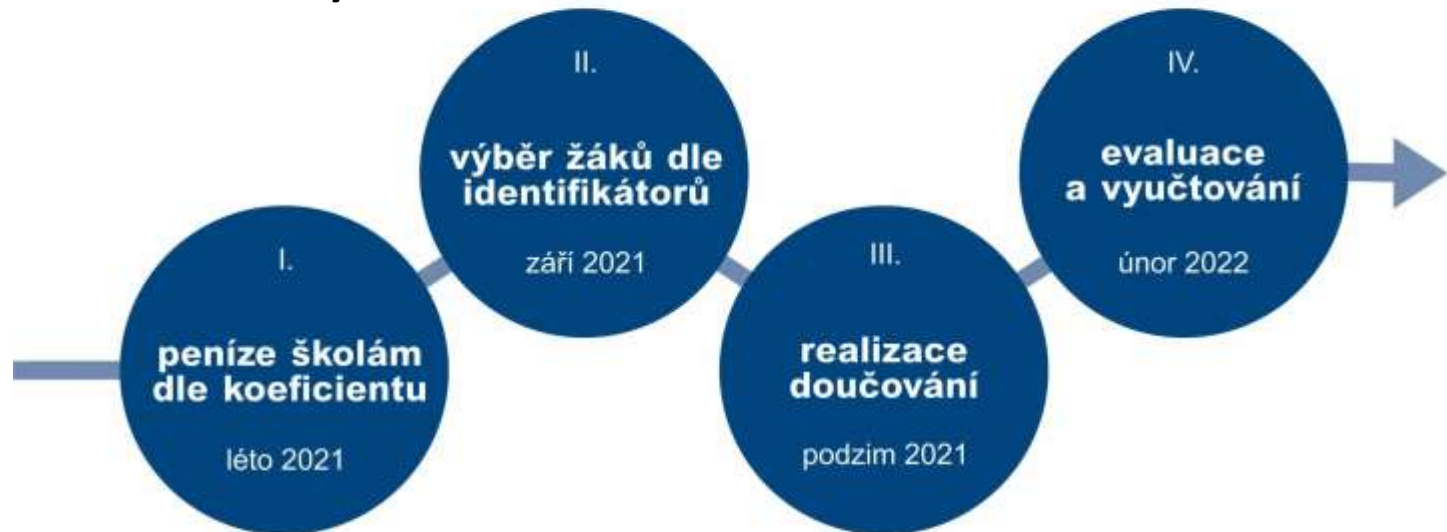 I.
peníze školám
dle koeficientu
léto 2021
II.
výběr žáků dle
identifikátorů
září 2021
III.
realizace
doučování
podzim 2021
IV.
evaluace
a vyučtování
únor 2022